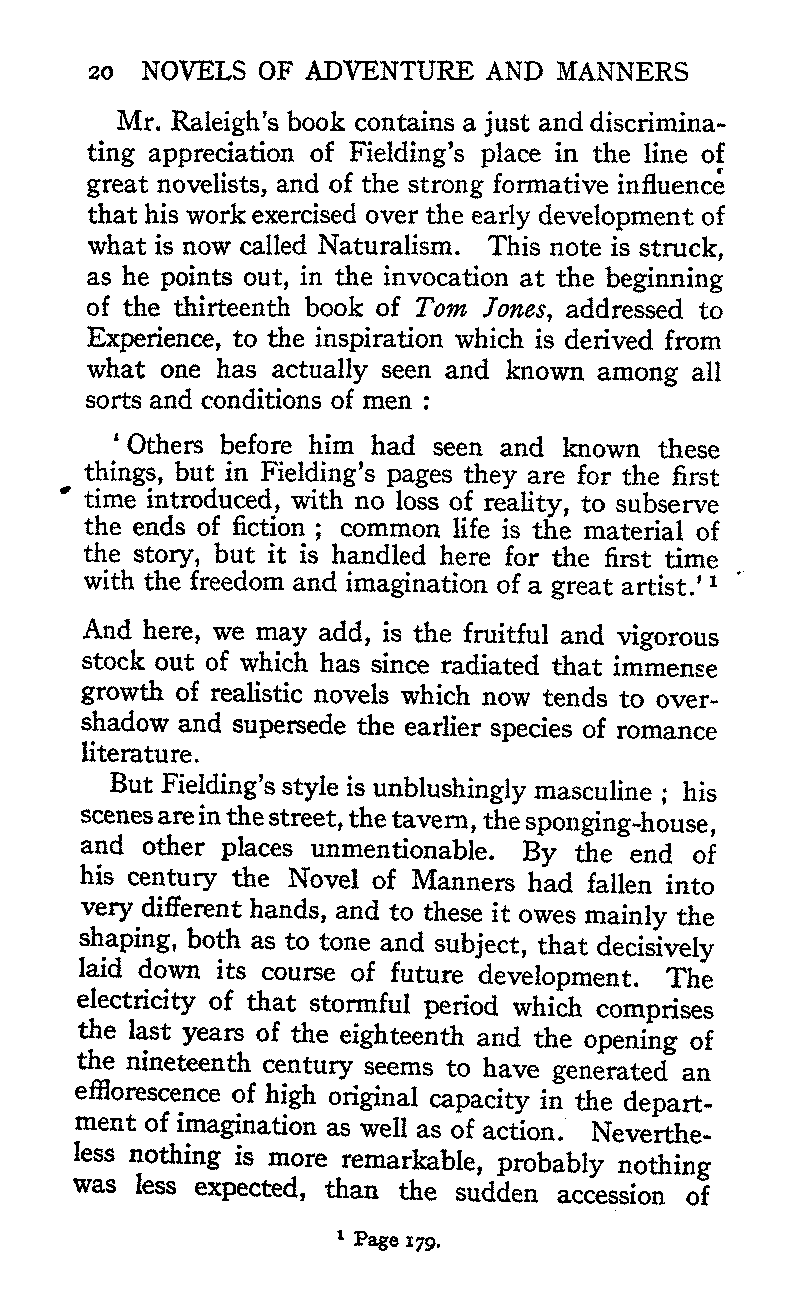 20 NOVELS OF ADVENTURE AND MANNERS
Mr. Raleigh's book contains a just and discrimina-
ting appreciation of Fielding's place in the line of
great novelists, and of the strong formative influence
that his work exercised over the early development of
what is now called Naturalism. This note is struck,
as he points out, in the invocation at the beginning
of the thirteenth book of Tom Jones, addressed to
Experience, to the inspiration which is derived from
what one has actually seen and known among all
sorts and conditions of men :
‘ Others before him had seen and known these
things, but in Fielding's pages they are for the first
time introduced, with no loss of reality, to subserve
the ends of fiction ; common life is the material of
the story, but it is handled here for the first time
with the freedom and imagination of a great artist.’ ¹
And here, we may add, is the fruitful and vigorous
stock out of which has since radiated that immense
growth of realistic novels which now tends to over-
shadow and supersede the earlier species of romance
literature.
But Fielding's style is unblushingly masculine ; his
scenes are in the street, the tavern, the sponging-house,
and other places unmentionable. By the end of
his century the Novel of Manners had fallen into
very different hands, and to these it owes mainly the
shaping, both as to tone and subject, that decisively
laid down its course of future development. The
electricity of that stormful period which comprises
the last years of the eighteenth and the opening of
the nineteenth century seems to have generated an
efflorescence of high original capacity in the depart-
ment of imagination as well as of action. Neverthe-
less nothing is more remarkable, probably nothing
was less expected, than the sudden accession of
¹ Page 179.